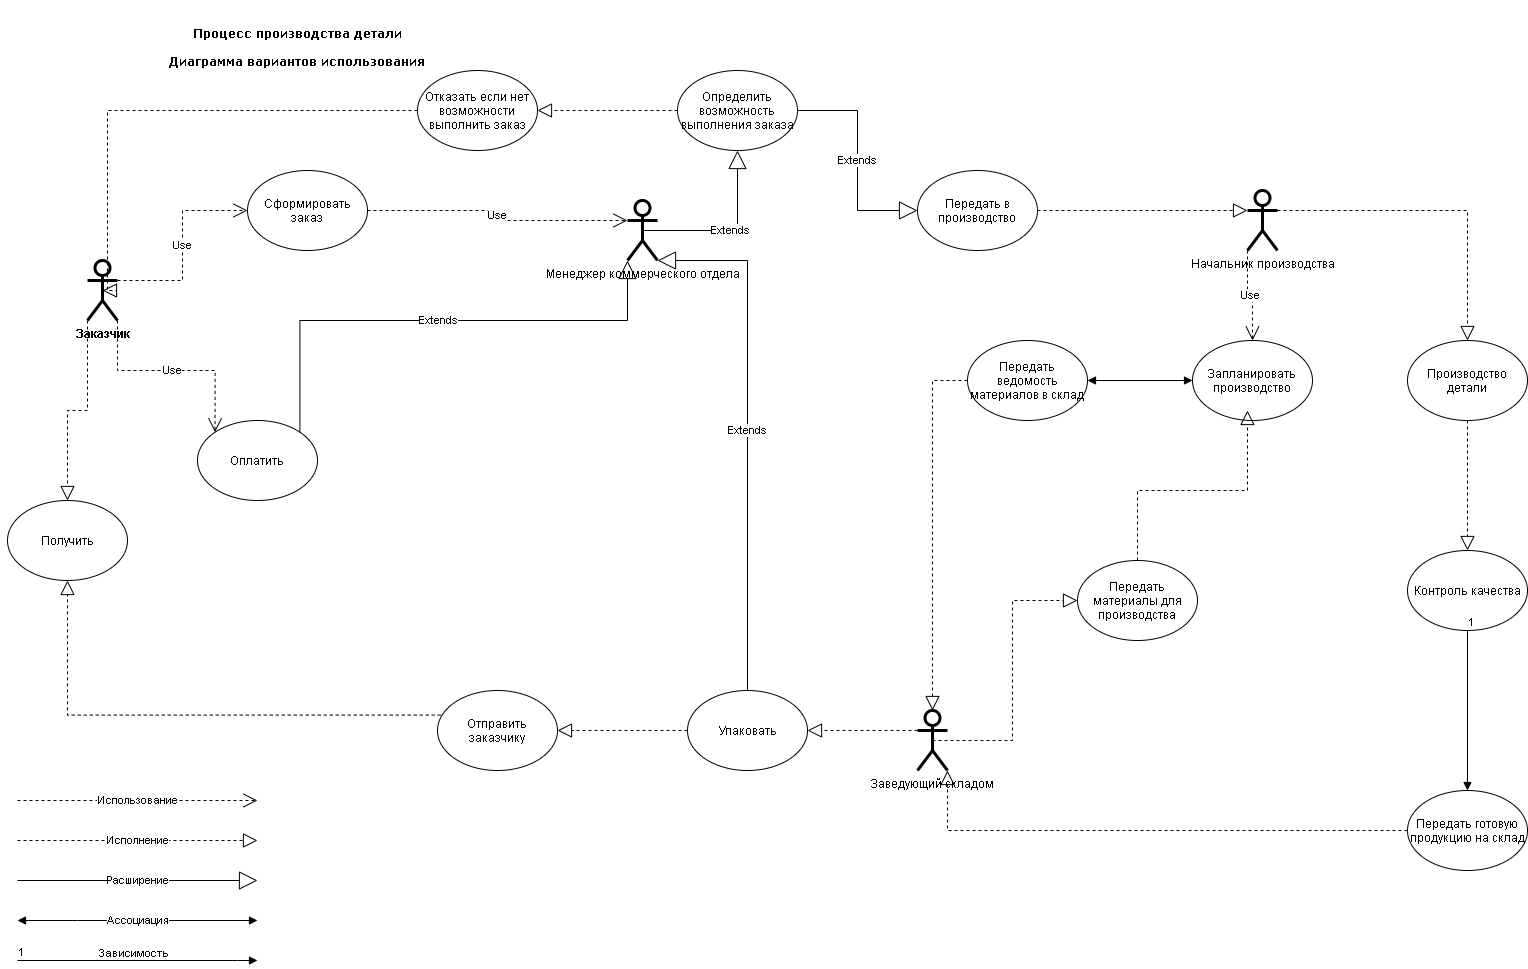 Процесс производства детали
Диаграмма вариантов использования
Отказать если нет
возможности
выполнить заказ
Определить
возможность
выполнения заказа
Extends
Сформировать
заказ
Use
Use
Extends
Передать в
производство
Менеджер коммерческого отдела
Начальник производства
Use
Заказчик
Extends
Use
Передать
ведомость
материалов в склад
Запланировать
производство
Производство
детали
Extends
Оплатить
Получить
Передать
материалы для
производства
Контроль качества
1
Отправить
заказчику
Упаковать
Заведующий складом
Передать готовую
продукцию на склад
Использование
Исполнение
Расширение
Ассоциация
1 Зависимость